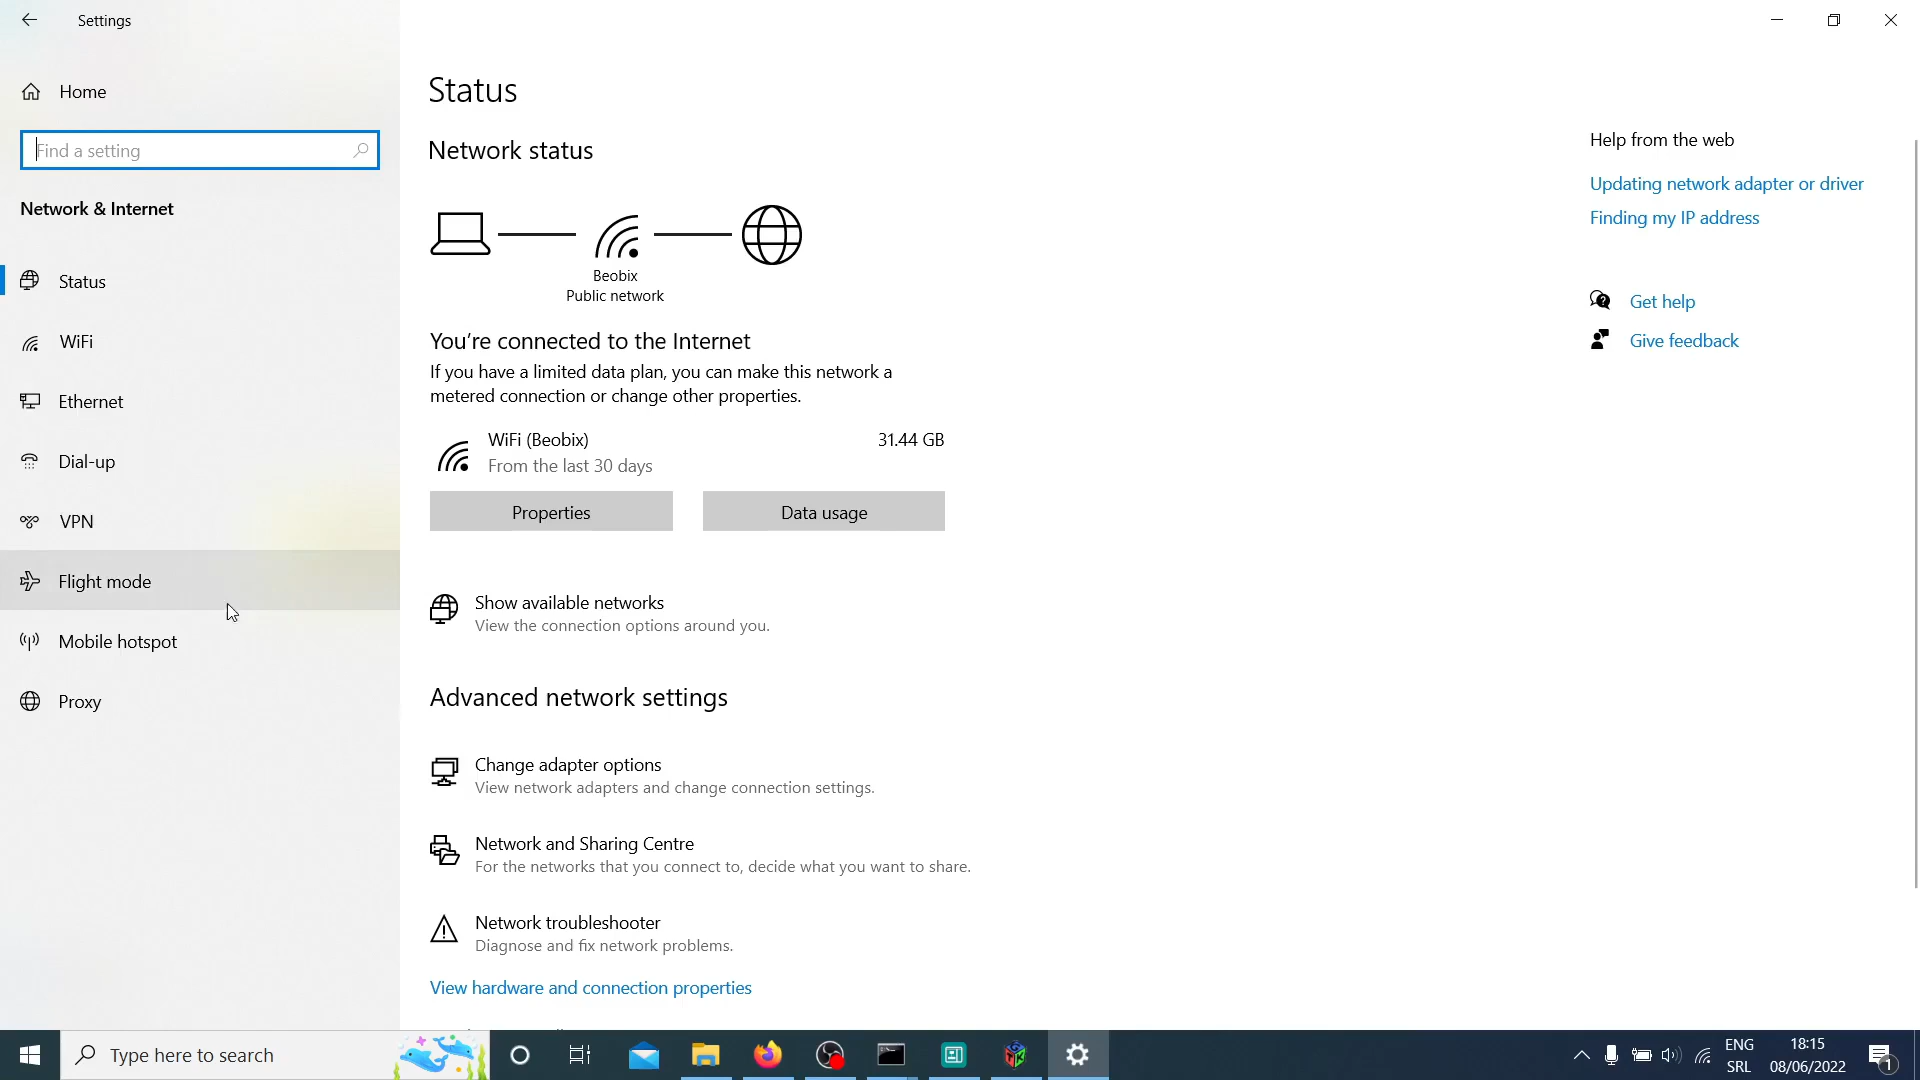 Settings
Home
Find a setting
Network & Internet
Status
WiFi
Ethernet
Dial-up
VPN
Flight mode
Mobile hotspot
Proxy
Status
Network status
Beobix
Public network
You're connected to the Internet
If you have a limited data plan, you can make this network a
metered connection or change other properties.
WiFi (Beobix) 31.44 GB
From the last 30 days
Properties Data usage
Show available networks
View the connection options around you.
Advanced network settings
Change adapter options
View network adapters and change connection settings.
Network and Sharing Centre
For the networks that you connect to, decide what you want to share.
Network troubleshooter
Diagnose and fix network problems.
View hardware and connection properties
Help from the web
Updating network adapter or driver
Finding my IP address
Get help
Give feedback
Type here to search
ENG 18:15
SRL 08/06/2022
1